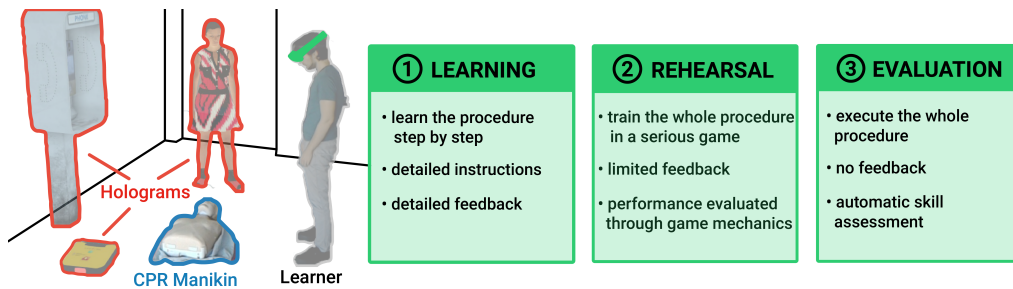 PHONE
Holograms
CPR Manikin
Learner
1 LEARNING
• learn the procedure
step by step
• detailed instructions
• detailed feedback
2 REHEARSAL
• train the whole procedure
in a serious game
• limited feedback
• performance evaluated
through game mechanics
3 EVALUATION
• execute the whole
procedure
• no feedback
• automatic skill
assessment